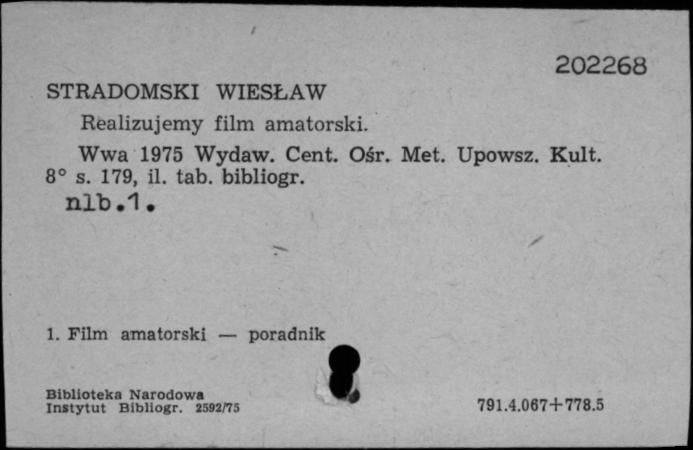 202268
STRADOMSKI WIESŁAW
Realizujemy film amatorski.
Wwa 1975 Wydaw. Cent. Ośr. Met. Upowsz. Kult.
8° s. 179, il. tab. bibliogr.
nlb.1.
1. Film amatorski — poradnik
Biblioteka Narodowa
Instytut Bibliogr. 2592/75
791.4.067+778.5